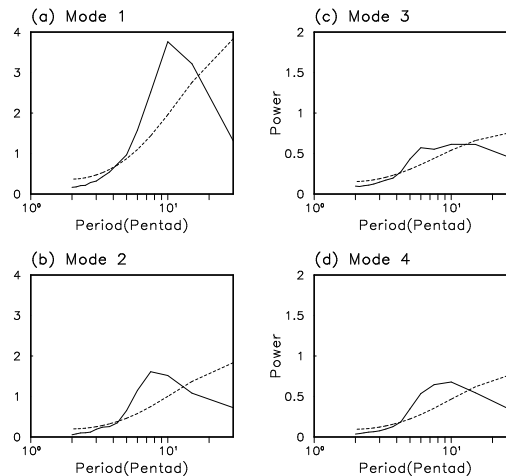 (a) Mode 1
4
3
2
1
0
10⁰
10¹
Period(Pentad)
(c) Mode 3
2
1.5
1
0.5
0
Power
10⁰
10¹
Period(Pentad)
(b) Mode 2
4
3
2
1
0
10⁰
10¹
Period(Pentad)
(d) Mode 4
2
1.5
1
0.5
0
Power
10⁰
10¹
Period(Pentad)